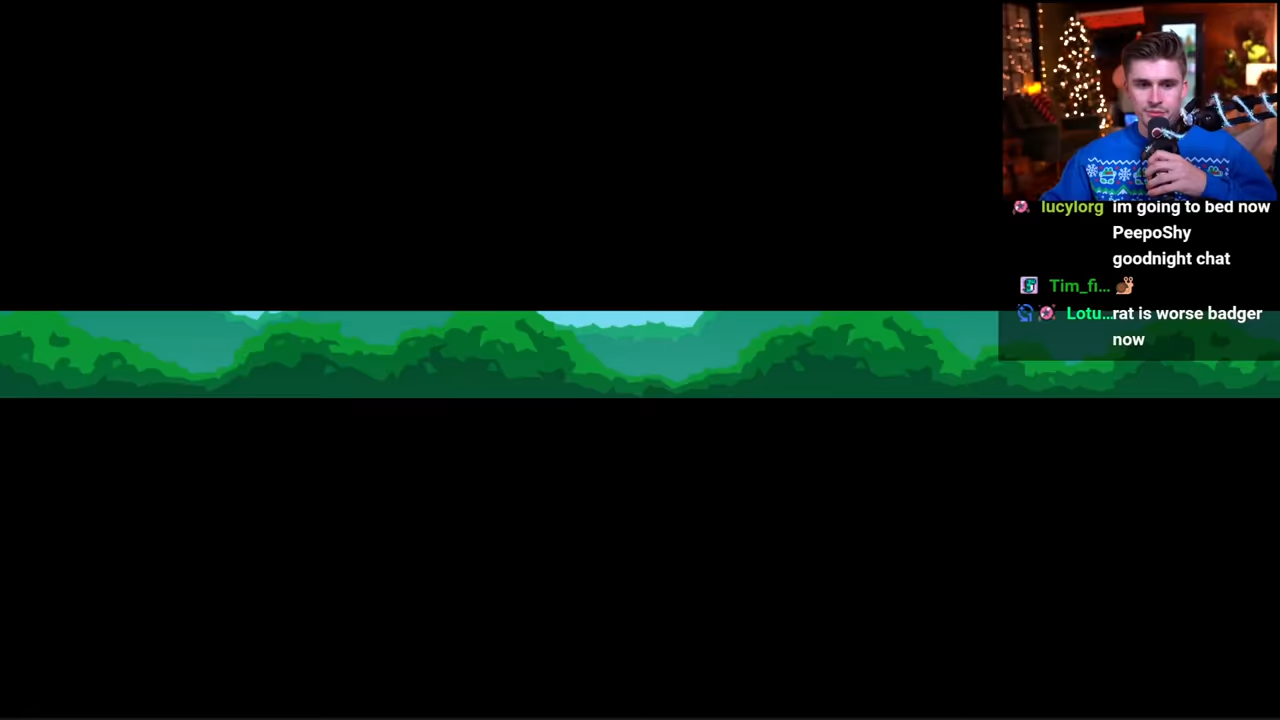 lucylorg im going to bed now
PeepoShy
goodnight chat
Tim_fi...
Lotu...rat is worse badger
now